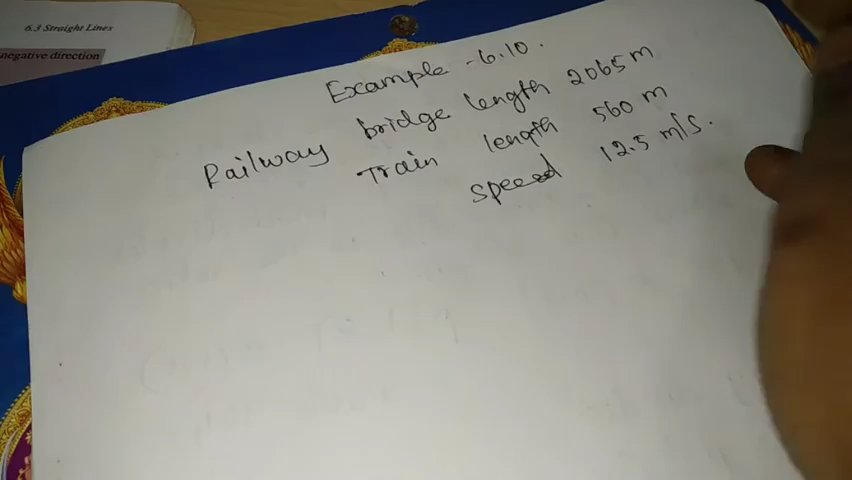 6.3 Straight Lines
negative direction
Example - 6.10.
Railway bridge length 2065 m
Train length 560 m
speed 12.5 m/s.